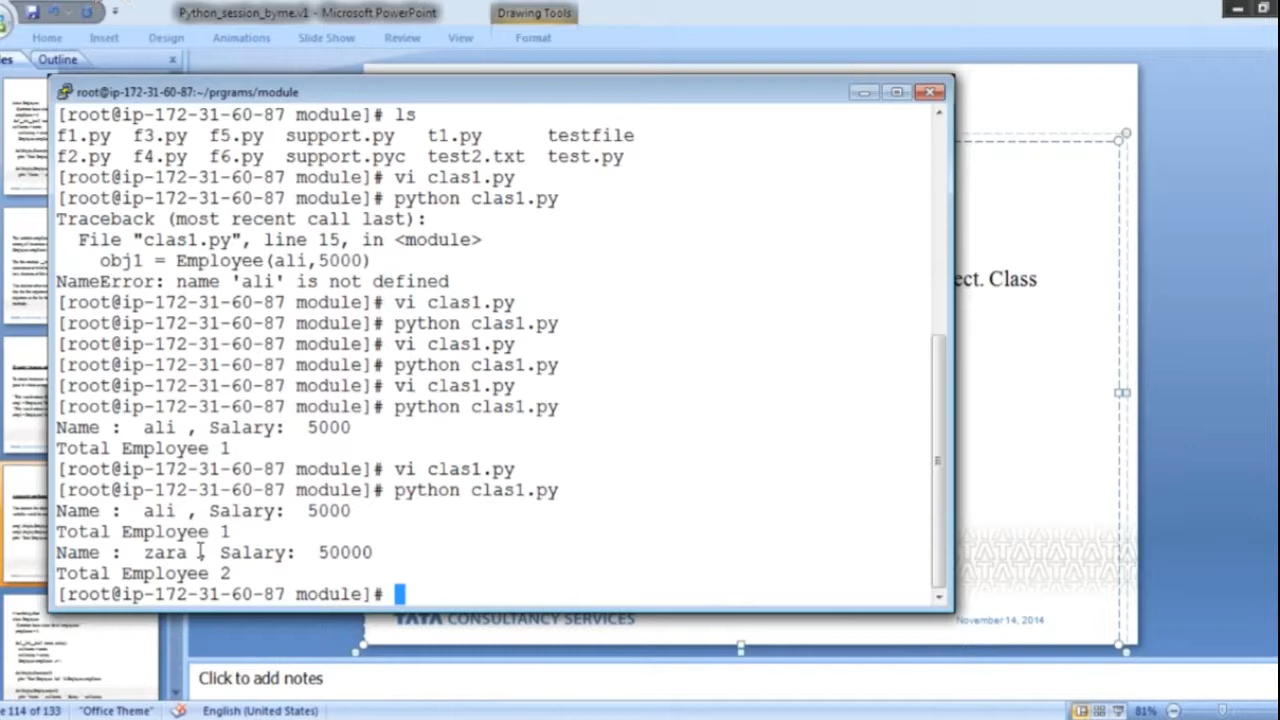 Python_session_byme.v1 - Microsoft PowerPoint
Drawing Tools
Home Insert Design Animations Slide Show Review View Format
Outline
root@ip-172-31-60-87:~/prgrams/module
[root@ip-172-31-60-87 module]# ls
f1.py f3.py f5.py support.py t1.py testfile
f2.py f4.py f6.py support.pyc test2.txt test.py
[root@ip-172-31-60-87 module]# vi clas1.py
[root@ip-172-31-60-87 module]# python clas1.py
Traceback (most recent call last):
File "clas1.py", line 15, in <module>
obj1 = Employee(ali,5000)
NameError: name 'ali' is not defined
[root@ip-172-31-60-87 module]# vi clas1.py
[root@ip-172-31-60-87 module]# python clas1.py
[root@ip-172-31-60-87 module]# vi clas1.py
[root@ip-172-31-60-87 module]# python clas1.py
[root@ip-172-31-60-87 module]# vi clas1.py
[root@ip-172-31-60-87 module]# python clas1.py
Name : ali , Salary: 5000
Total Employee 1
[root@ip-172-31-60-87 module]# vi clas1.py
[root@ip-172-31-60-87 module]# python clas1.py
Name : ali , Salary: 5000
Total Employee 1
Name : zara , Salary: 50000
Total Employee 2
[root@ip-172-31-60-87 module]#
ect. Class
TATA CONSULTANCY SERVICES
November 14, 2014
Click to add notes
114 of 133
"Office Theme"
English (United States)
81%